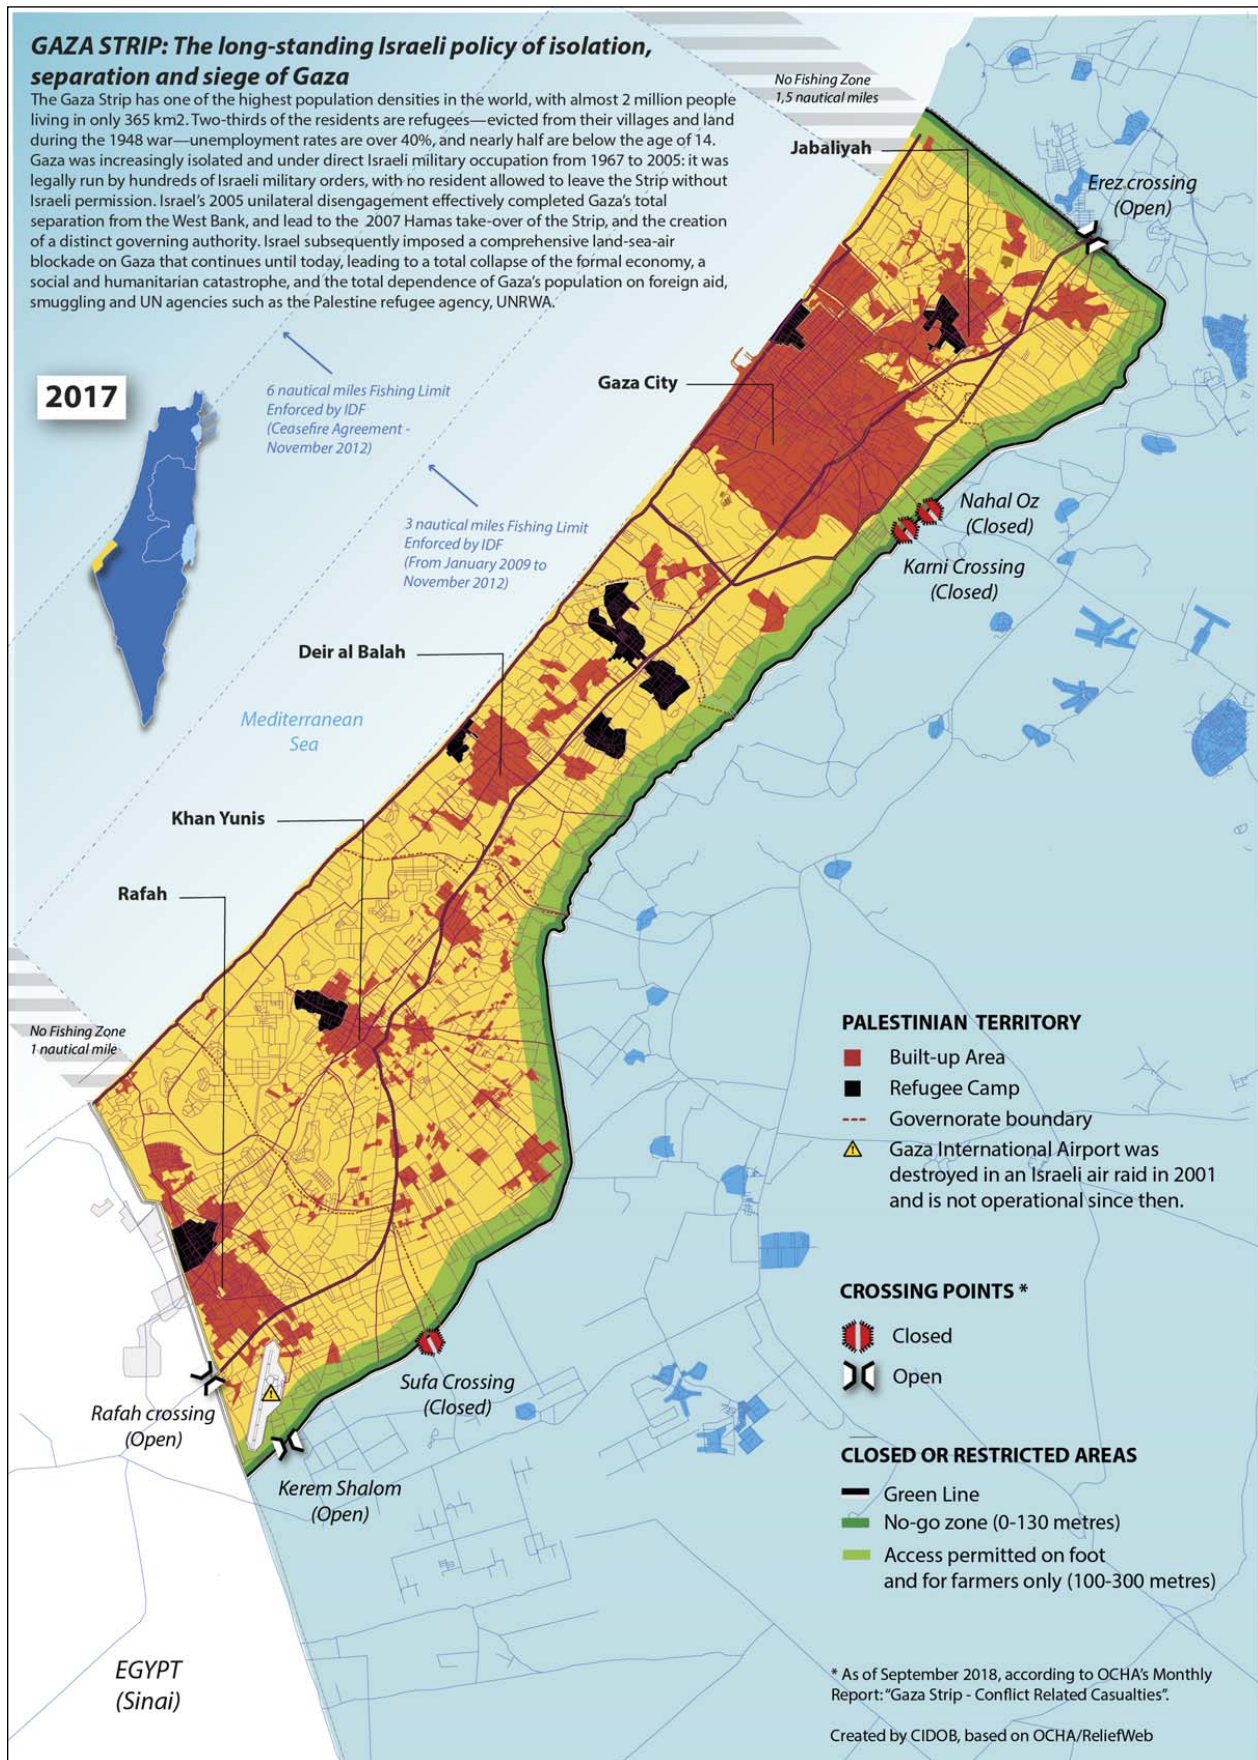 GAZA STRIP: The long-standing Israeli policy of isolation,
separation and siege of Gaza
The Gaza Strip has one of the highest population densities in the world, with almost 2 million people
living in only 365 km2. Two-thirds of the residents are refugees—evicted from their villages and land
during the 1948 war—unemployment rates are over 40%, and nearly half are below the age of 14.
Gaza was increasingly isolated and under direct Israeli military occupation from 1967 to 2005: it was
legally run by hundreds of Israeli military orders, with no resident allowed to leave the Strip without
Israeli permission. Israel's 2005 unilateral disengagement effectively completed Gaza's total
separation from the West Bank, and lead to the 2007 Hamas take-over of the Strip, and the creation
of a distinct governing authority. Israel subsequently imposed a comprehensive land-sea-air
blockade on Gaza that continues until today, leading to a total collapse of the formal economy, a
social and humanitarian catastrophe, and the total dependence of Gaza's population on foreign aid,
smuggling and UN agencies such as the Palestine refugee agency, UNRWA.
No Fishing Zone
1,5 nautical miles
Jabaliyah
Erez crossing
(Open)
2017
6 nautical miles Fishing Limit
Enforced by IDF
(Ceasefire Agreement -
November 2012)
Gaza City
3 nautical miles Fishing Limit
Enforced by IDF
(From January 2009 to
November 2012)
Nahal Oz
(Closed)
Karni Crossing
(Closed)
Deir al Balah
Mediterranean
Sea
Khan Yunis
Rafah
No Fishing Zone
1 nautical mile
PALESTINIAN TERRITORY
Built-up Area
Refugee Camp
Governorate boundary
Gaza International Airport was
destroyed in an Israeli air raid in 2001
and is not operational since then.
CROSSING POINTS *
Closed
Open
Sufa Crossing
(Closed)
Rafah crossing
(Open)
Kerem Shalom
(Open)
CLOSED OR RESTRICTED AREAS
Green Line
No-go zone (0-130 metres)
Access permitted on foot
and for farmers only (100-300 metres)
EGYPT
(Sinai)
* As of September 2018, according to OCHA's Monthly
Report: "Gaza Strip - Conflict Related Casualties".
Created by CIDOB, based on OCHA/ReliefWeb